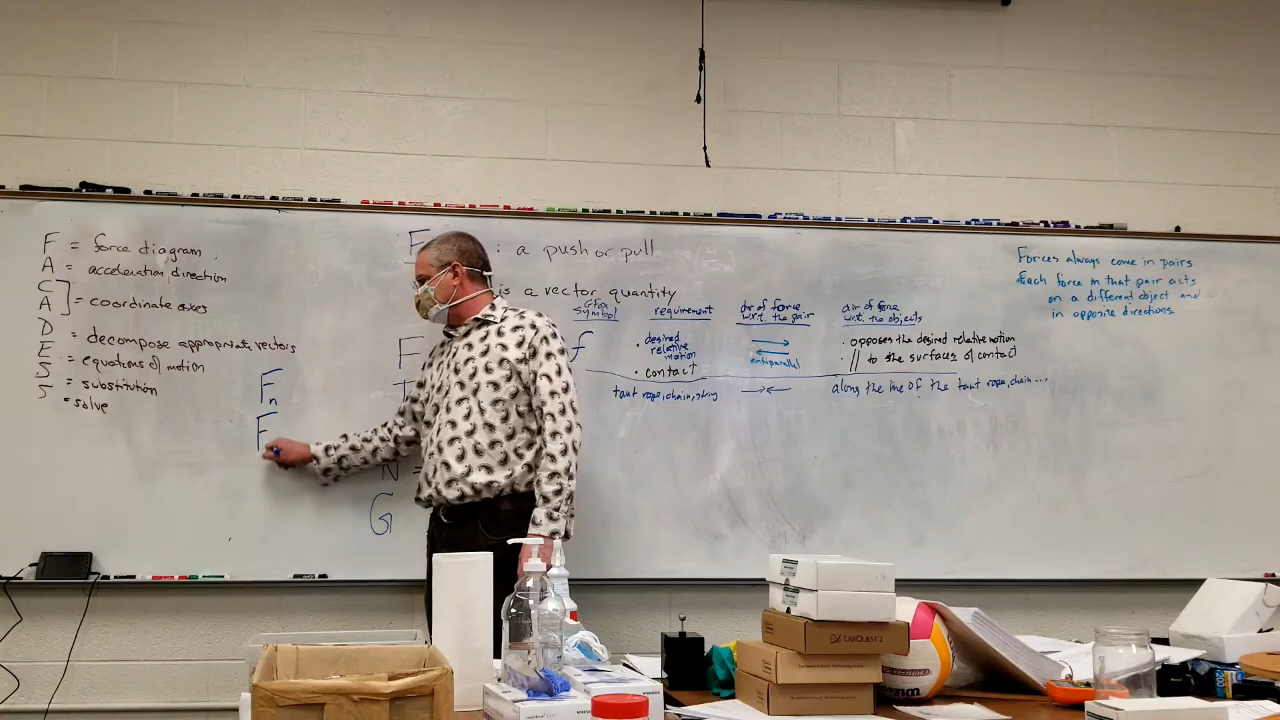 F = force diagram
A = acceleration direction
C
A ] = coordinate axes
D = decompose appropriate vectors
E = equations of motion
S = substitution
S = solve
Fn
F
F : a push or pull
is a vector quantity
symbol requirement dir of force w.r.t. the pair dir of force w.r.t. the objects
f
• desired relative motion
• contact
antiparallel
• opposes the desired relative motion
• // to the surfaces of contact
taut rope, chain, string
along the line of the taut rope, chain ...
F
T
N =
G
Forces always come in pairs
Each force in that pair acts
on a different object and
in opposite directions
LABQUEST 2